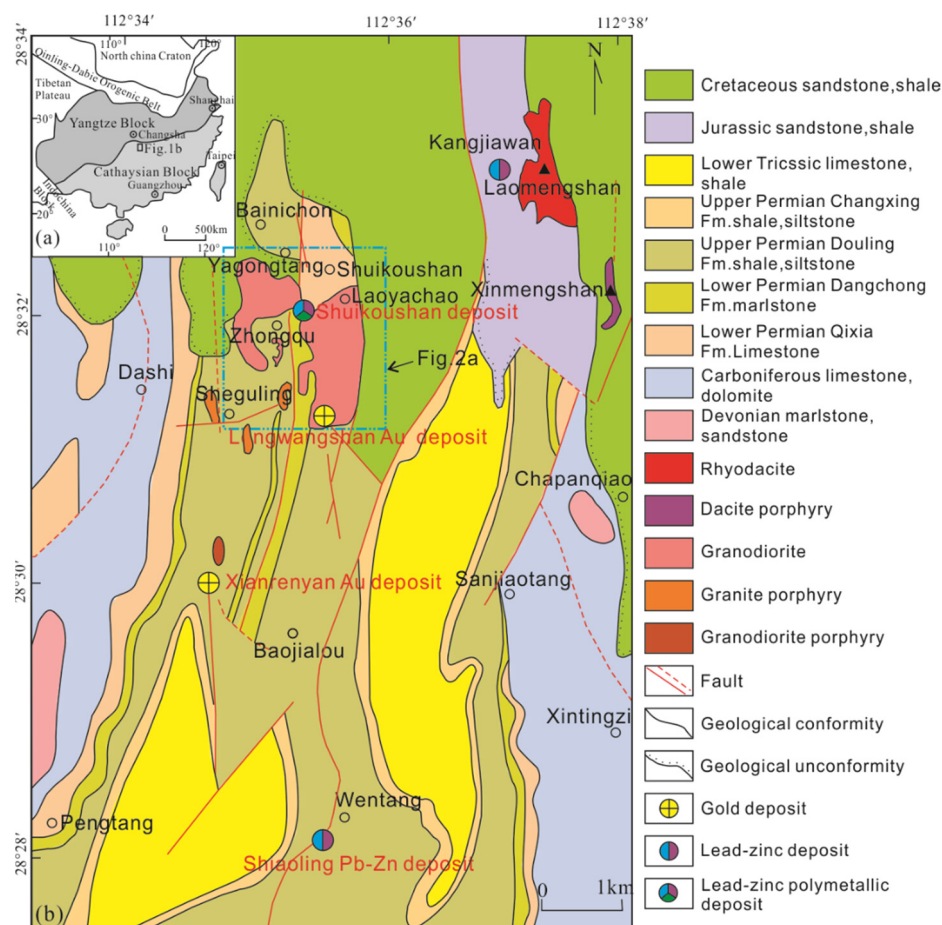 112°34′ 112°36′ 112°38′
28°34′
28°32′
28°30′
28°28′
110° 120°
North china Craton
Qinling-Dabie Orogenic Belt
Tibetan
Plateau
Shanghai
30°
Yangtze Block
Changsha
Fig.1b
Taipei
Cathaysian Block
Guangzhou
Indochina
Block
20°
0 500km
(a)
110° 120°
N
Kangjiawan
Laomengshan
Bainichon
Yagongtang
Shuikoushan
Laoyachao
Shuikoushan deposit
Xinmengshan
Zhongqu
Fig.2a
Dashi
Sheguling
Longwangshan Au deposit
Chapanqiao
Xianrenyan Au deposit
Sanjiaotang
Baojialou
Xintingzi
Wentang
Pengtang
Shiaoling Pb-Zn deposit
0 1km
(b)
Cretaceous sandstone,shale
Jurassic sandstone,shale
Lower Tricssic limestone,
shale
Upper Permian Changxing
Fm.shale,siltstone
Upper Permian Douling
Fm.shale,siltstone
Lower Permian Dangchong
Fm.marlstone
Lower Permian Qixia
Fm.Limestone
Carboniferous limestone,
dolomite
Devonian marlstone,
sandstone
Rhyodacite
Dacite porphyry
Granodiorite
Granite porphyry
Granodiorite porphyry
Fault
Geological conformity
Geological unconformity
Gold deposit
Lead-zinc deposit
Lead-zinc polymetallic
deposit